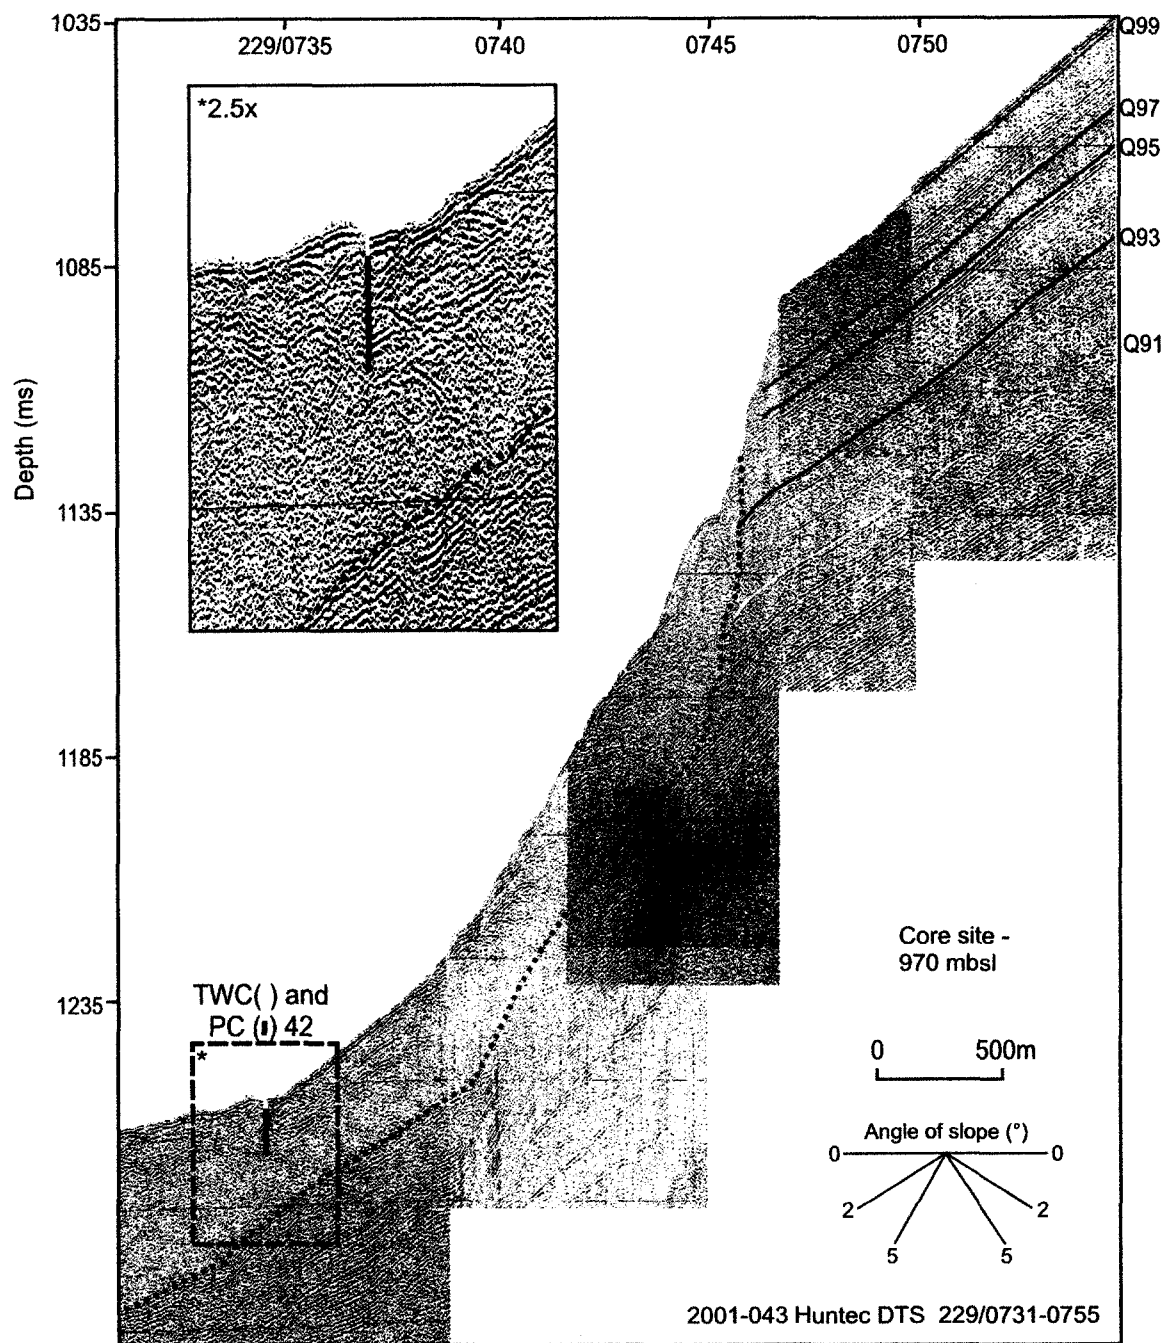 1035
229/0735
0740
0745
0750
Q99
*2.5x
Q97
Q95
Q93
1085
Q91
Depth (ms)
1135
1185
Core site -
970 mbsl
1235
TWC( ) and
PC ( ) 42
*
0 500m
Angle of slope (°)
0 0
2 2
5 5
2001-043 Huntec DTS 229/0731-0755